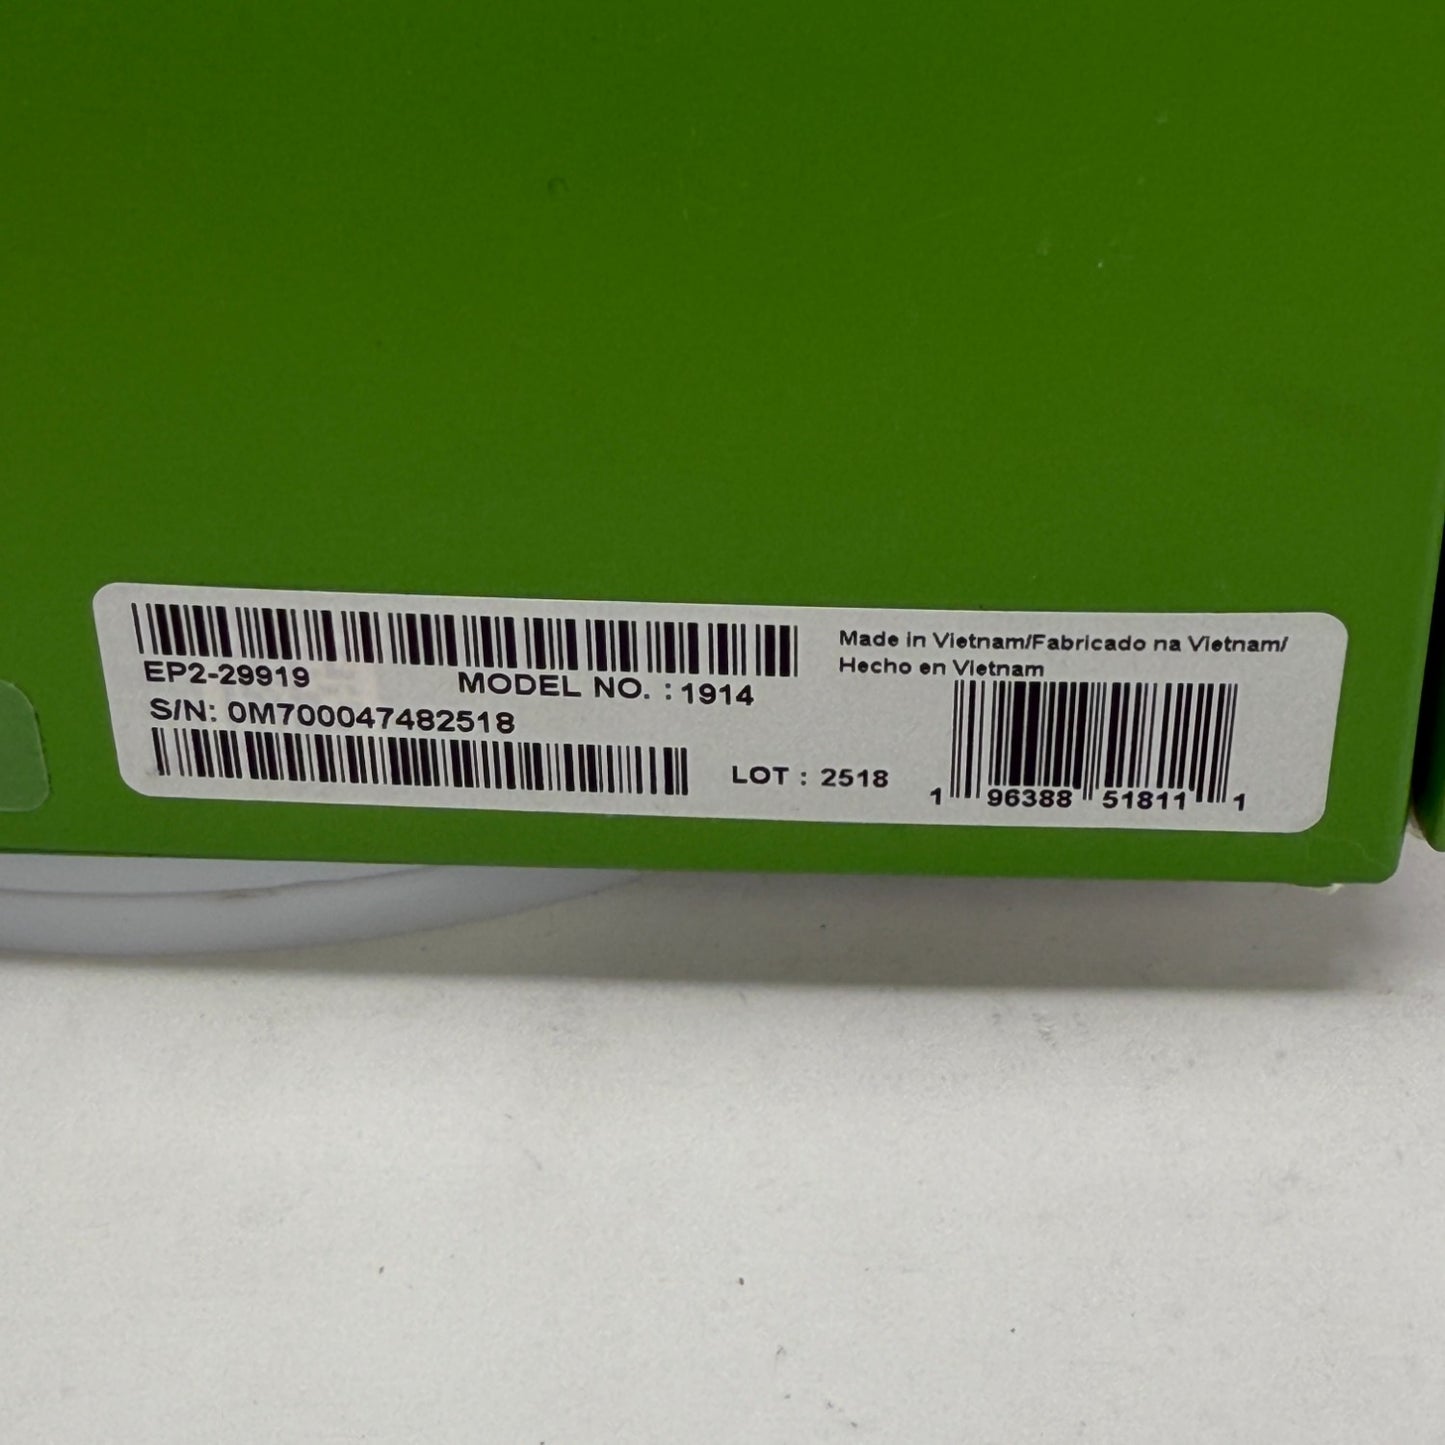 EP2-29919
MODEL NO. : 1914
S/N: 0M700047482518
LOT : 2518
Made in Vietnam/Fabricado na Vietnam/
Hecho en Vietnam
1 96388 51811 1